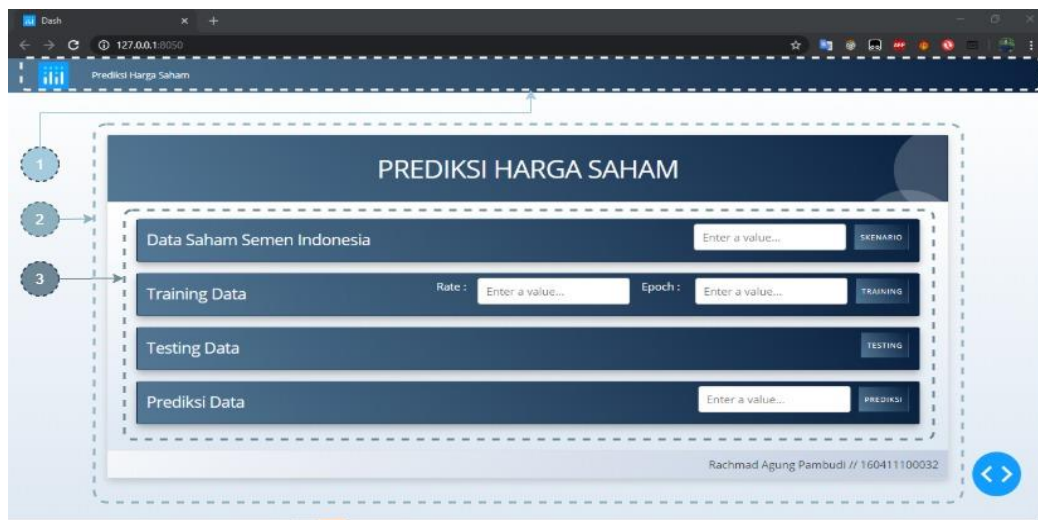 Dash
127.0.0.1:8050
Prediksi Harga Saham
1
PREDIKSI HARGA SAHAM
2
Data Saham Semen Indonesia Enter a value... SKENARIO
3
Training Data Rate : Enter a value... Epoch : Enter a value... TRAINING
Testing Data TESTING
Prediksi Data Enter a value... PREDIKSI
Rachmad Agung Pambudi // 160411100032